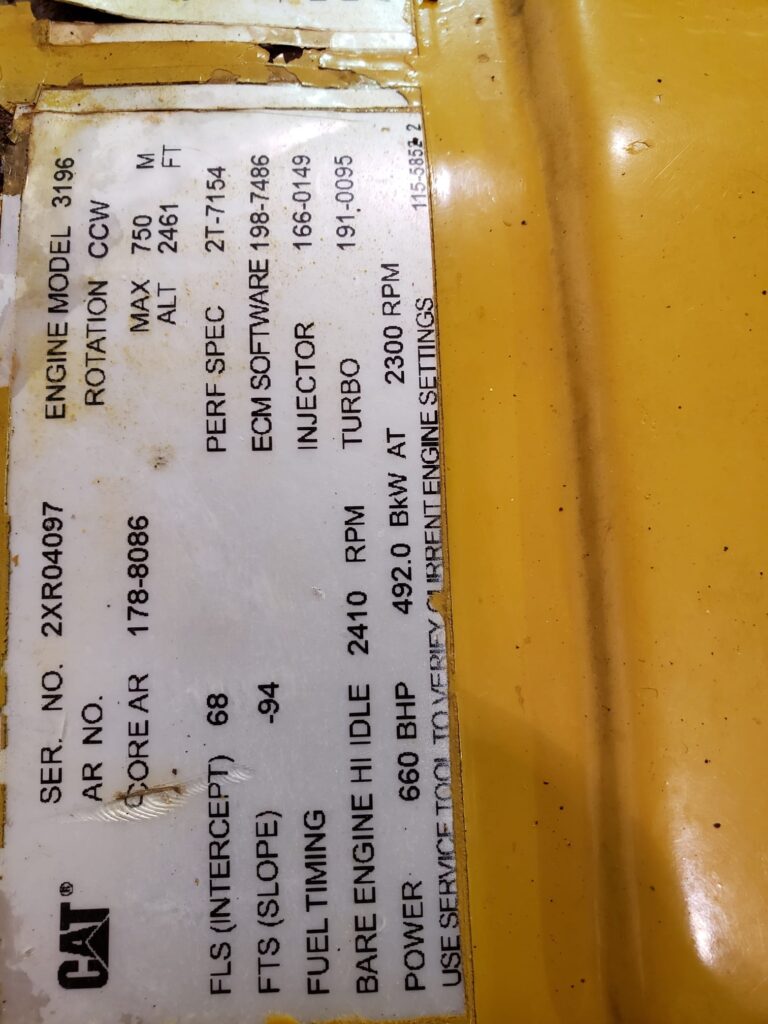 CAT®
SER. NO. 2XR04097 ENGINE MODEL 3196
AR NO. ROTATION CCW
CORE AR 178-8086 MAX 750 M
ALT 2461 FT
FLS (INTERCEPT) 68 PERF SPEC 2T-7154
FTS (SLOPE) -94 ECM SOFTWARE 198-7486
FUEL TIMING INJECTOR 166-0149
BARE ENGINE HI IDLE 2410 RPM TURBO 191-0095
POWER 660 BHP 492.0 BkW AT 2300 RPM
USE SERVICE TOOL TO VERIFY CURRENT ENGINE SETTINGS